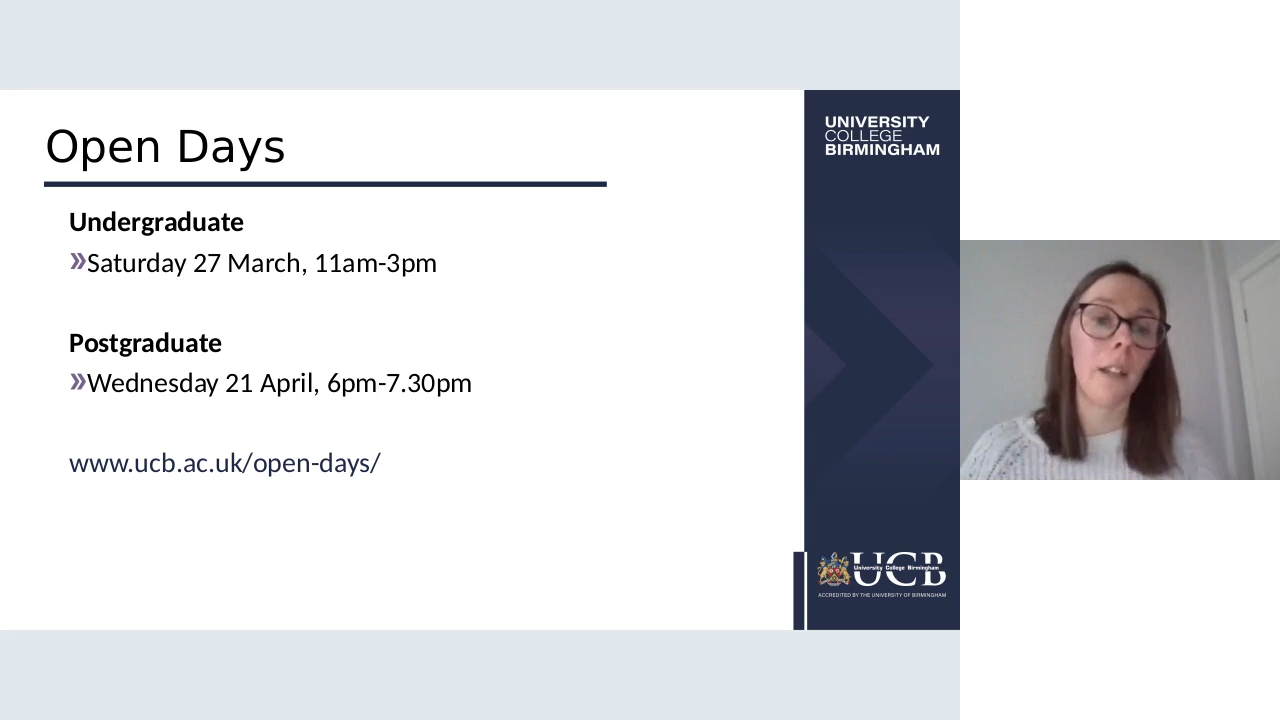 Open Days
Undergraduate
»Saturday 27 March, 11am-3pm
Postgraduate
»Wednesday 21 April, 6pm-7.30pm
www.ucb.ac.uk/open-days/
UNIVERSITY
COLLEGE
BIRMINGHAM
UCB
University College Birmingham
ACCREDITED BY THE UNIVERSITY OF BIRMINGHAM